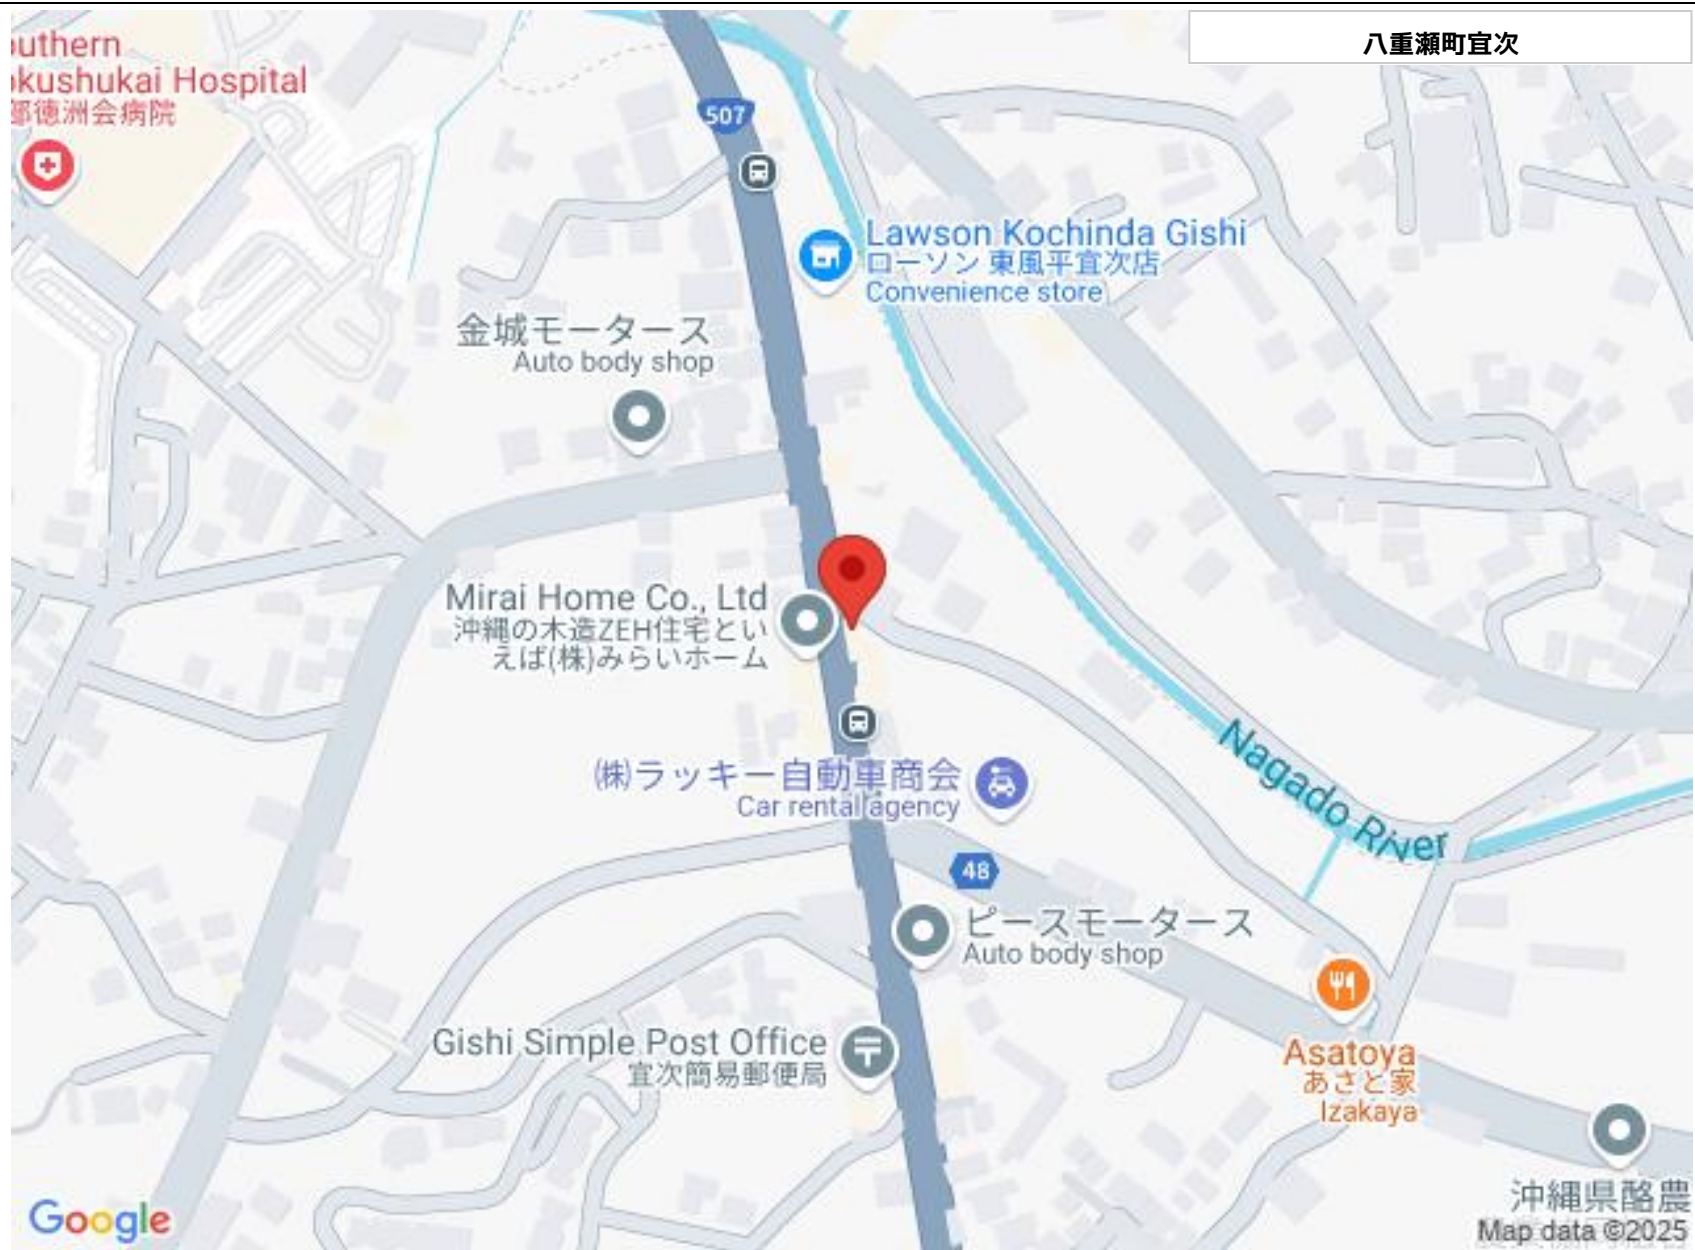 八重瀬町宜次
outhern
okushukai Hospital
部徳洲会病院
507
Lawson Kochinda Gishi
ローソン 東風平宜次店
Convenience store
金城モータース
Auto body shop
Mirai Home Co., Ltd
沖縄の木造ZEH住宅とい
えば(株)みらいホーム
Nagado River
㈱ラッキー自動車商会
Car rental agency
48
ピースモータース
Auto body shop
Gishi Simple Post Office
宜次簡易郵便局
Asatoya
あさと家
Izakaya
沖縄県酪農
Google
Map data ©2025